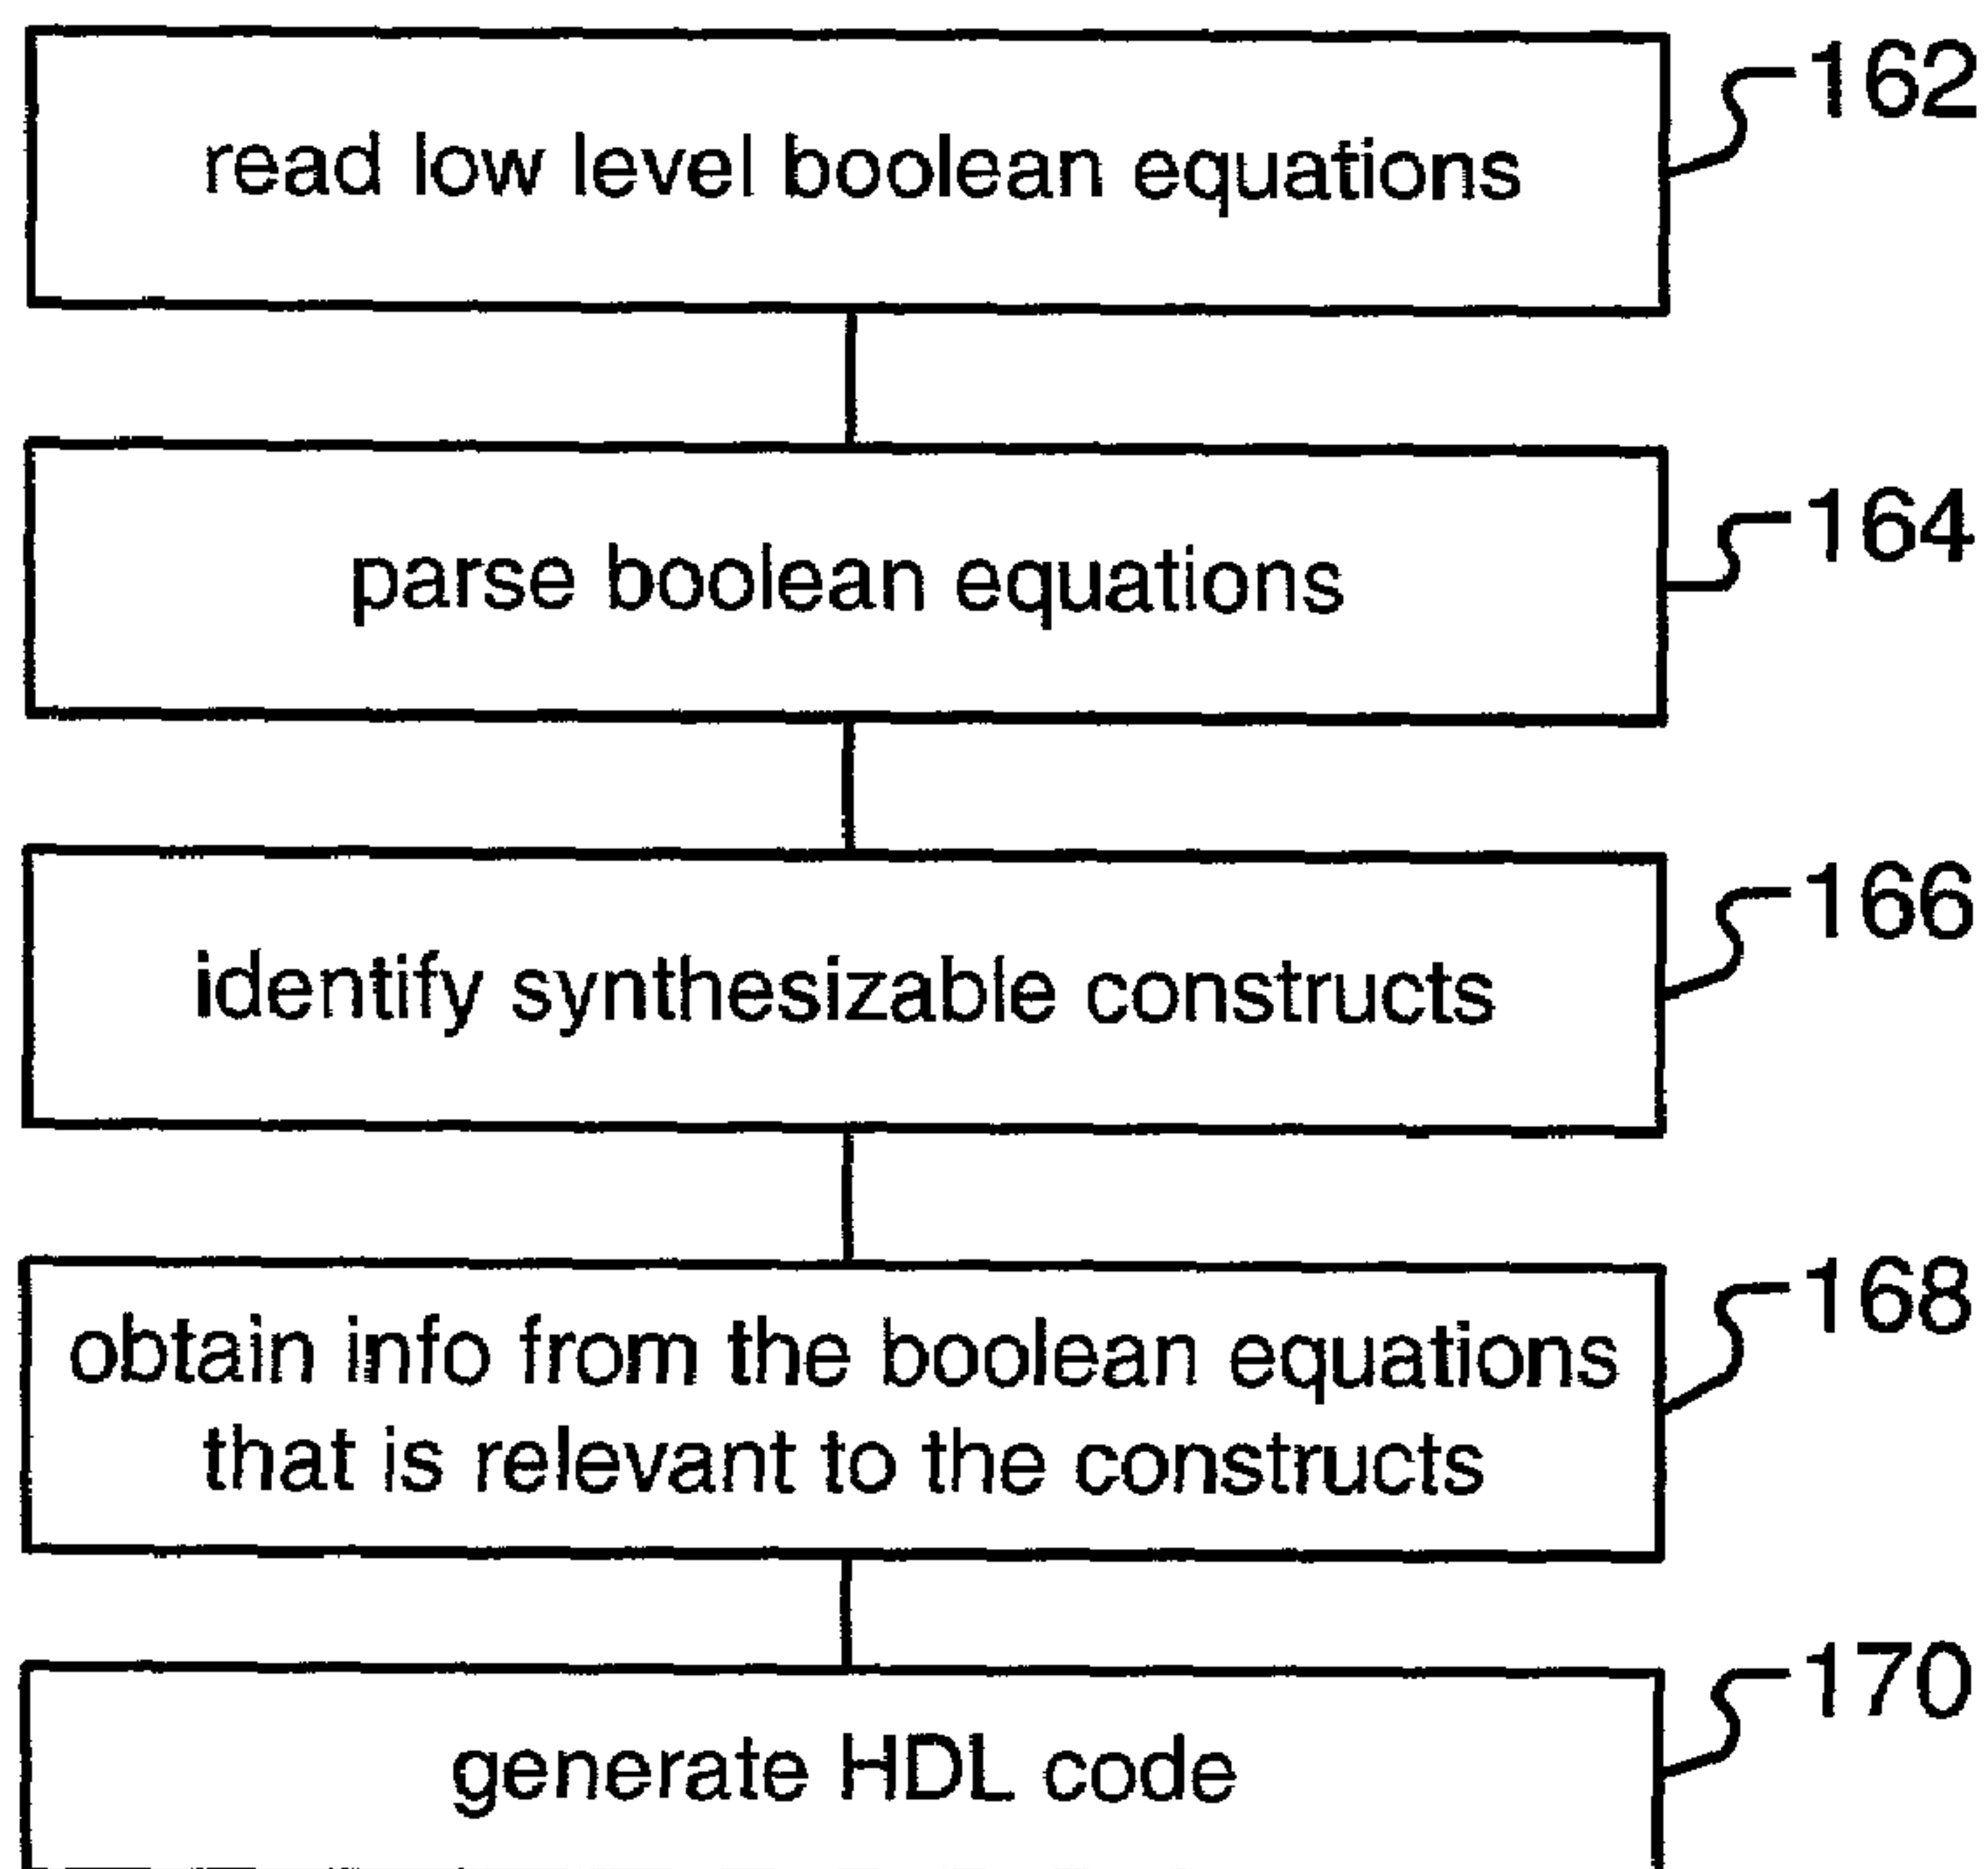 162
read low level boolean equations
164
parse boolean equations
166
identify synthesizable constructs
168
obtain info from the boolean equations
that is relevant to the constructs
170
generate HDL code